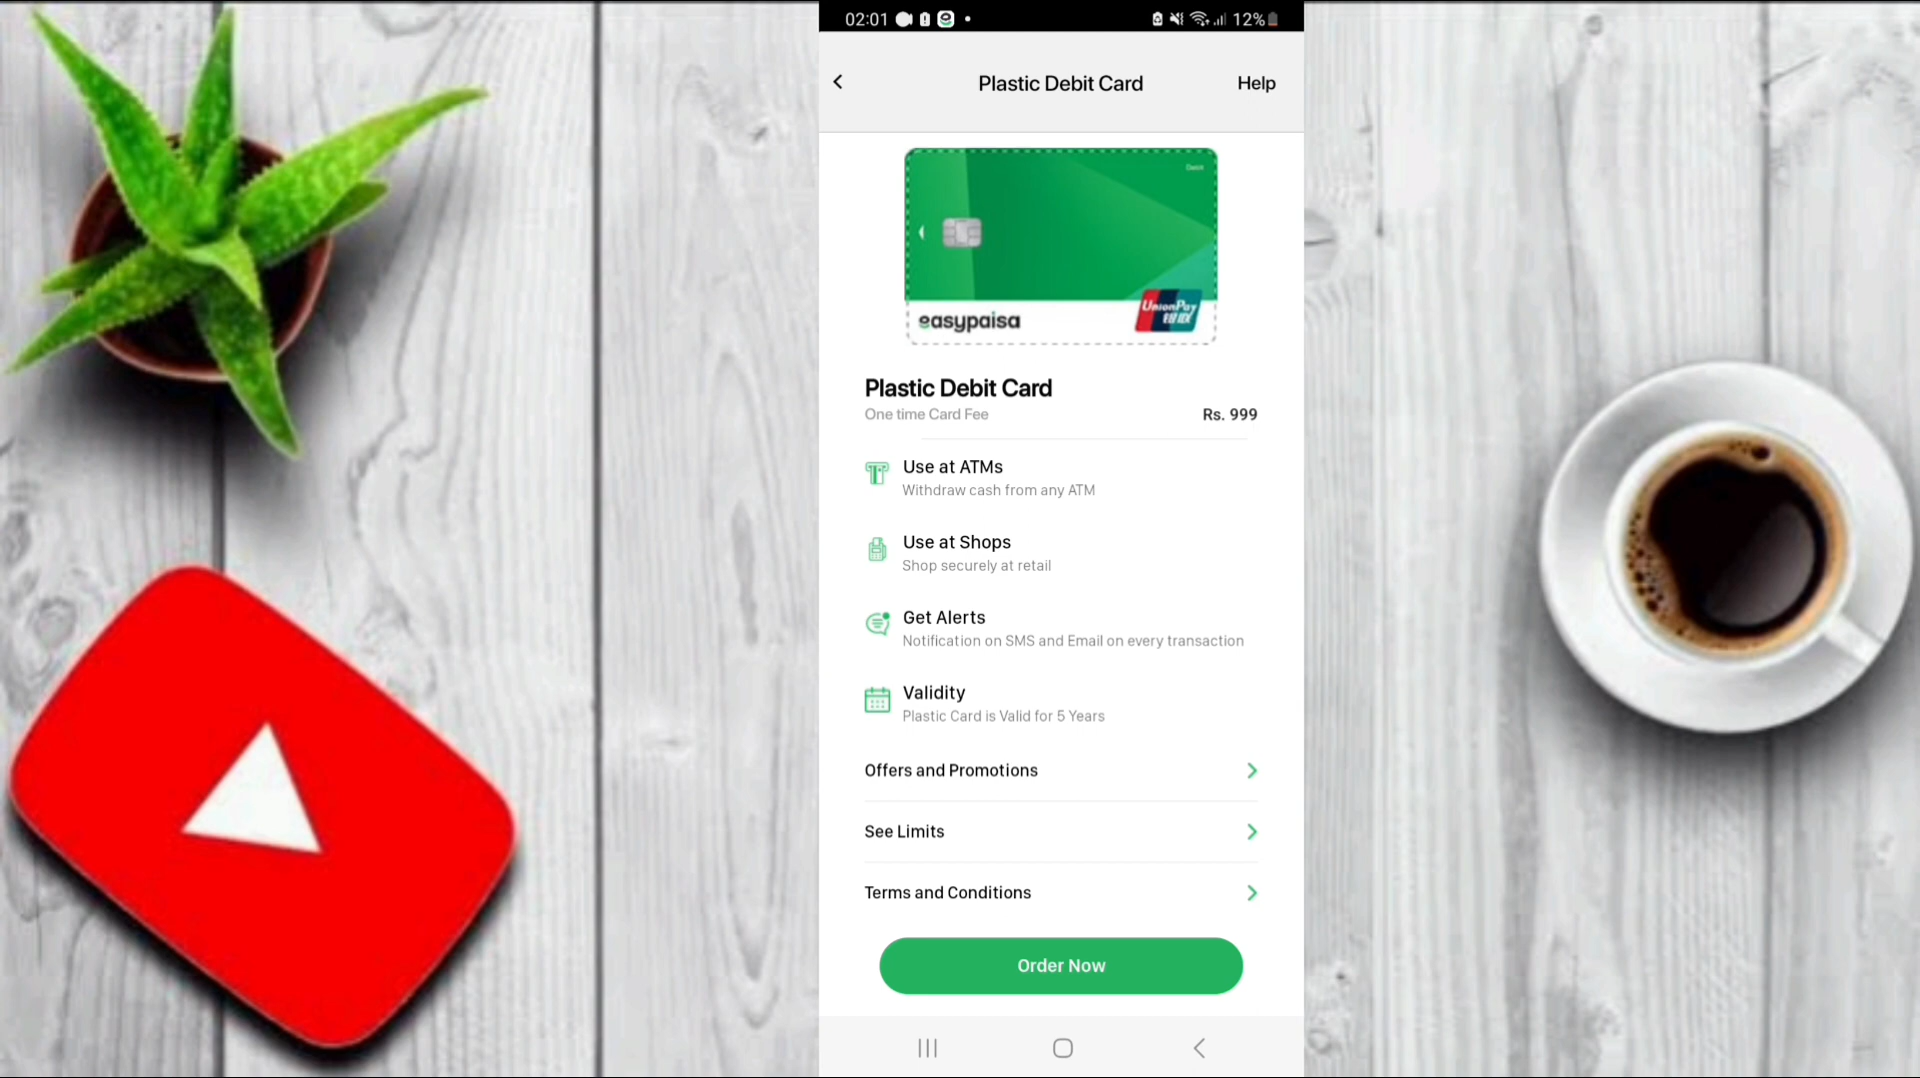 02:01
12%
Plastic Debit Card
Help
Debit
easypaisa
UnionPay
银联
Plastic Debit Card
One time Card Fee
Rs. 999
Use at ATMs
Withdraw cash from any ATM
Use at Shops
Shop securely at retail
Get Alerts
Notification on SMS and Email on every transaction
Validity
Plastic Card is Valid for 5 Years
Offers and Promotions
See Limits
Terms and Conditions
Order Now